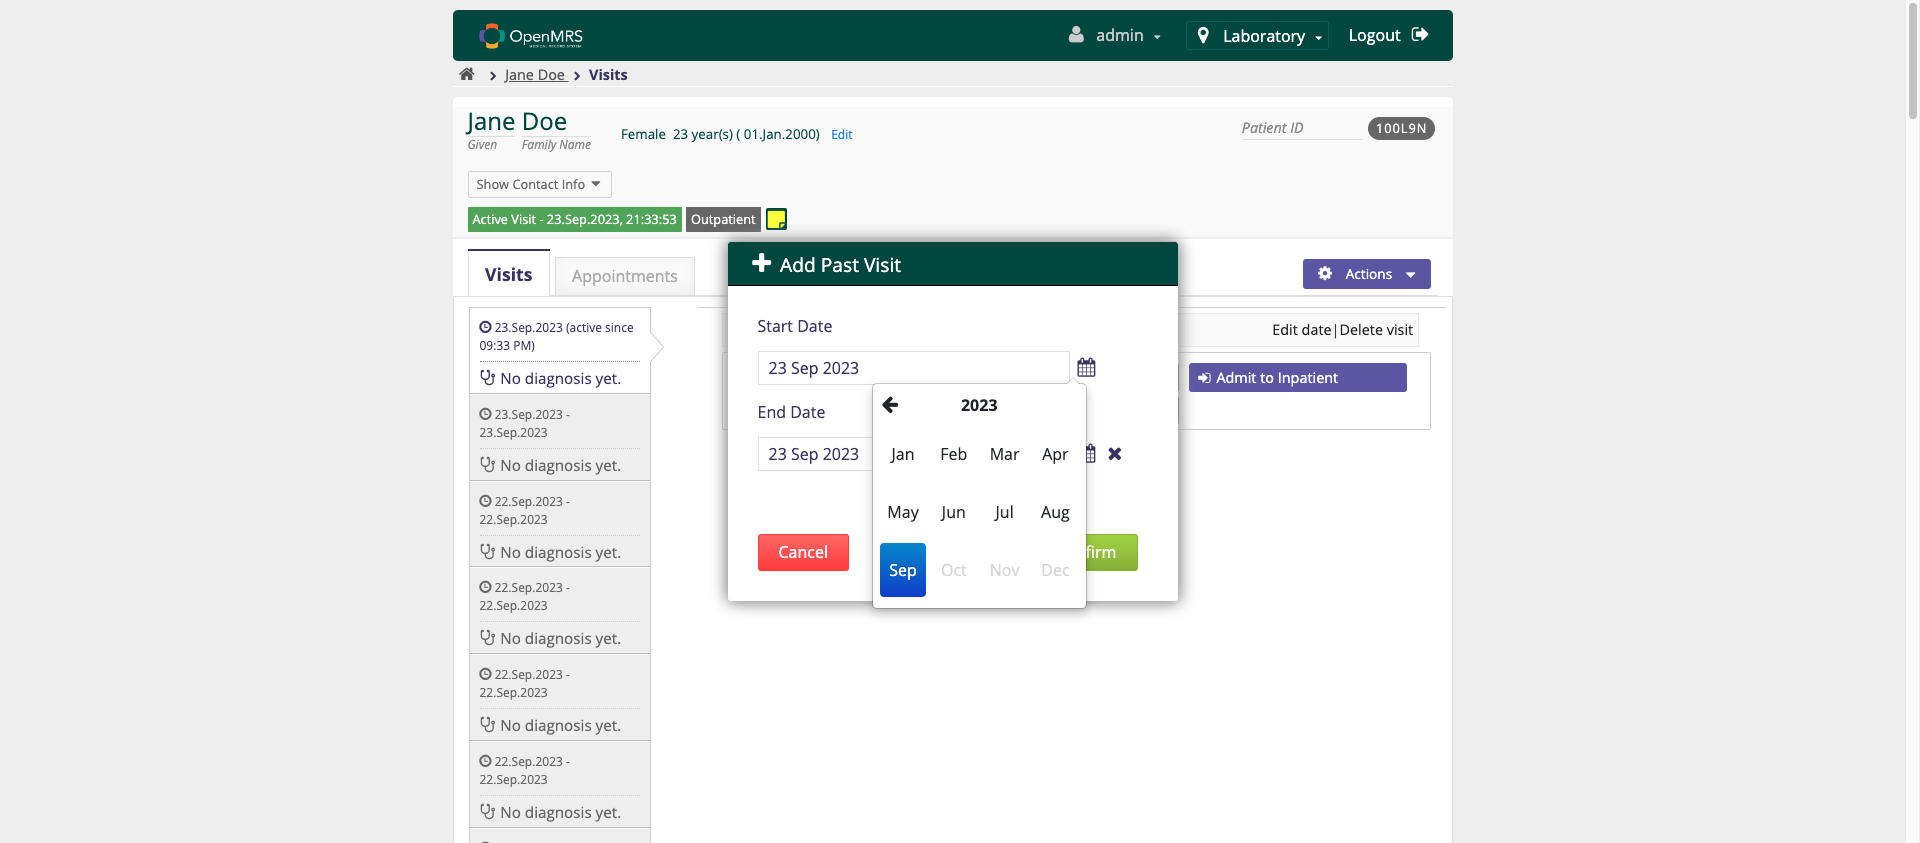 OpenMRS
MEDICAL RECORD SYSTEM
admin
Laboratory
Logout
Jane Doe
Visits
Jane Doe
Given
Family Name
Female 23 year(s) ( 01.Jan.2000) Edit
Patient ID
100L9N
Show Contact Info
Active Visit - 23.Sep.2023, 21:33:53
Outpatient
Visits
Appointments
Actions
23.Sep.2023 (active since
09:33 PM)
No diagnosis yet.
23.Sep.2023 -
23.Sep.2023
No diagnosis yet.
22.Sep.2023 -
22.Sep.2023
No diagnosis yet.
22.Sep.2023 -
22.Sep.2023
No diagnosis yet.
22.Sep.2023 -
22.Sep.2023
No diagnosis yet.
22.Sep.2023 -
22.Sep.2023
No diagnosis yet.
Edit date|Delete visit
Admit to Inpatient
Add Past Visit
Start Date
23 Sep 2023
End Date
23 Sep 2023
2023
Jan Feb Mar Apr
May Jun Jul Aug
Sep Oct Nov Dec
Cancel
firm